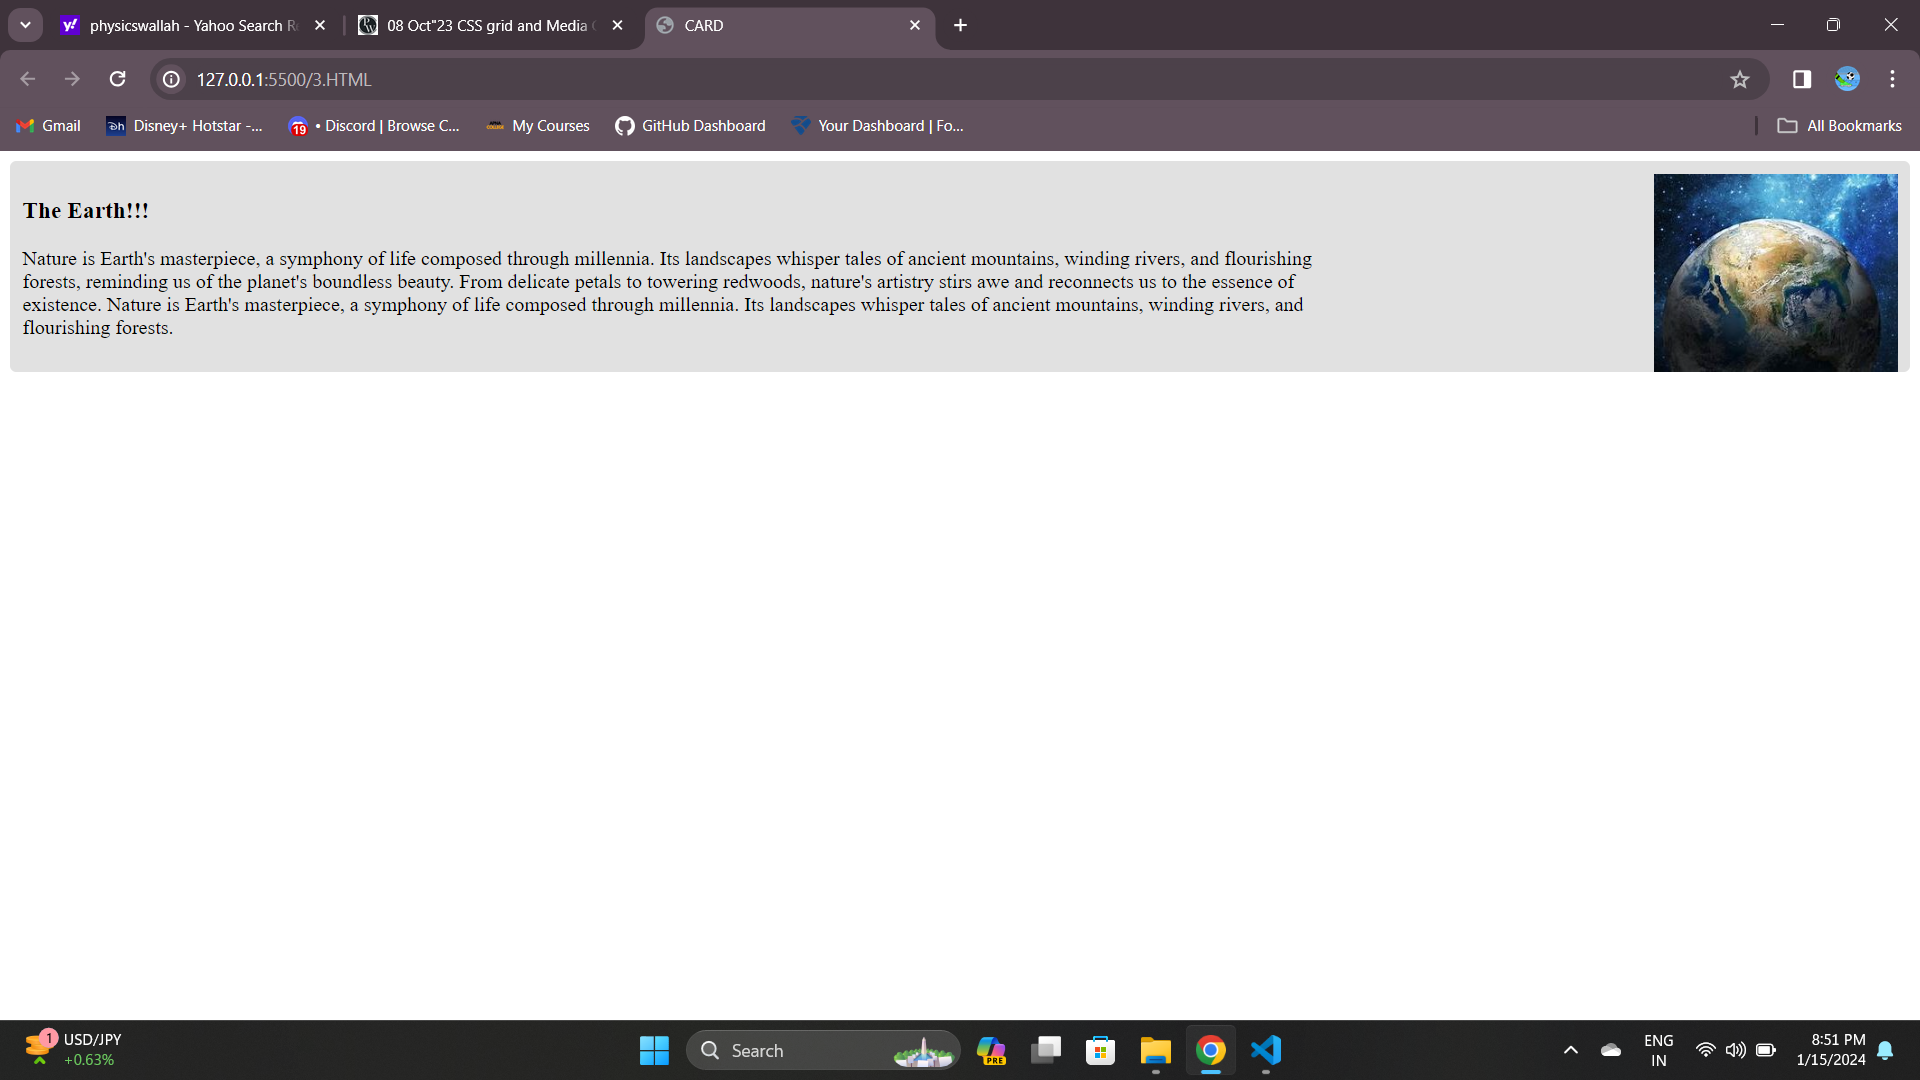 physicswallah - Yahoo Search Re
08 Oct"23 CSS grid and Media
CARD
127.0.0.1:5500/3.HTML
Gmail
Disney+ Hotstar -...
19
• Discord | Browse C...
My Courses
GitHub Dashboard
Your Dashboard | Fo...
All Bookmarks
The Earth!!!
Nature is Earth's masterpiece, a symphony of life composed through millennia. Its landscapes whisper tales of ancient mountains, winding rivers, and flourishing
forests, reminding us of the planet's boundless beauty. From delicate petals to towering redwoods, nature's artistry stirs awe and reconnects us to the essence of
existence. Nature is Earth's masterpiece, a symphony of life composed through millennia. Its landscapes whisper tales of ancient mountains, winding rivers, and
flourishing forests.
1
USD/JPY
+0.63%
Search
PRE
ENG
IN
8:51 PM
1/15/2024